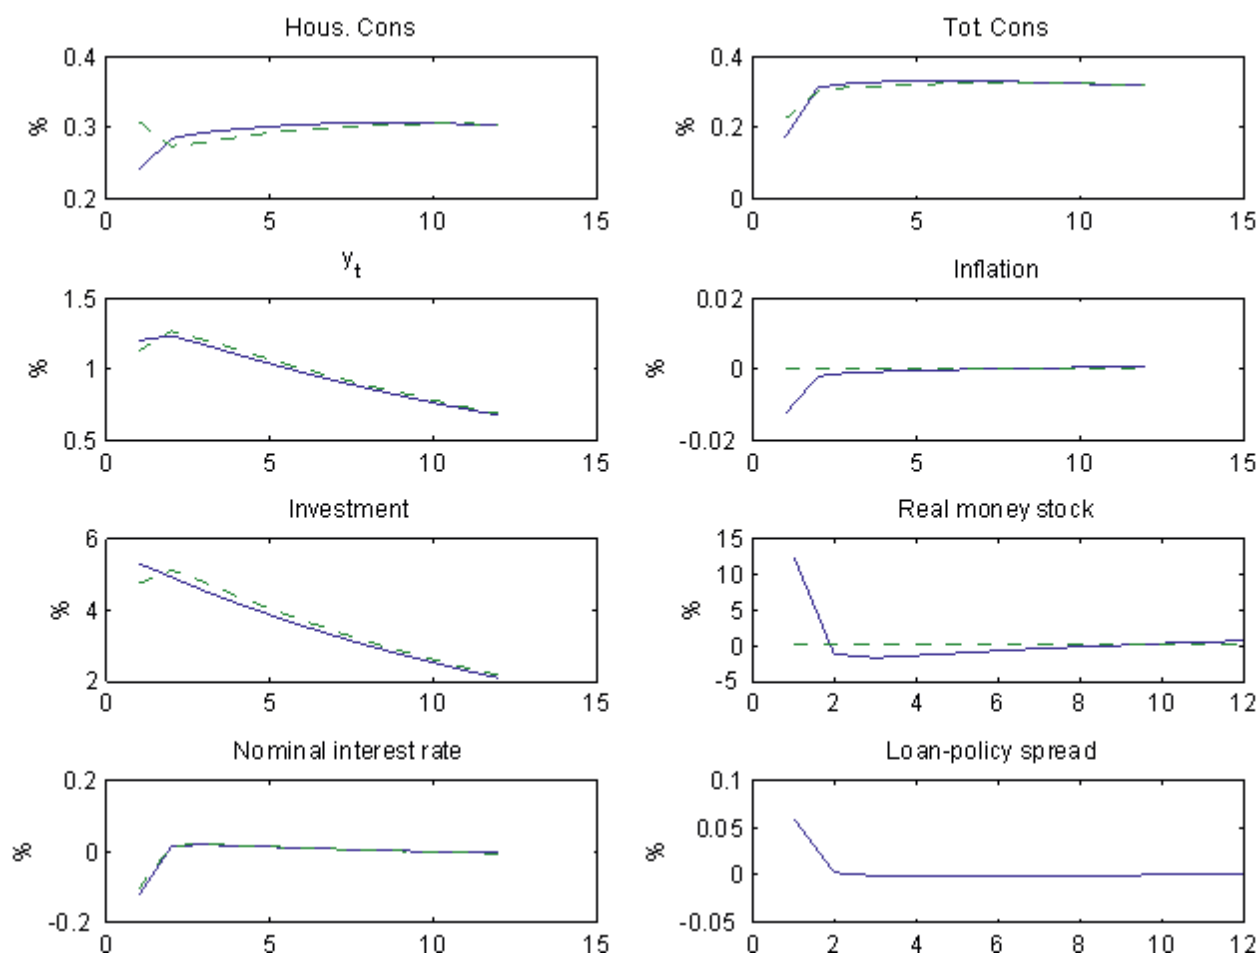 Hous. Cons
0.4
0.3
0.2
%
0 5 10 15
Tot. Cons
0.4
0.2
0
%
0 5 10 15
y_t
1.5
1
0.5
%
0 5 10 15
Inflation
0.02
0
-0.02
%
0 5 10 15
Investment
6
4
2
%
0 5 10 15
Real money stock
15
10
5
0
-5
%
0 2 4 6 8 10 12
Nominal interest rate
0.2
0
-0.2
%
0 5 10 15
Loan-policy spread
0.1
0.05
0
-0.05
%
0 2 4 6 8 10 12